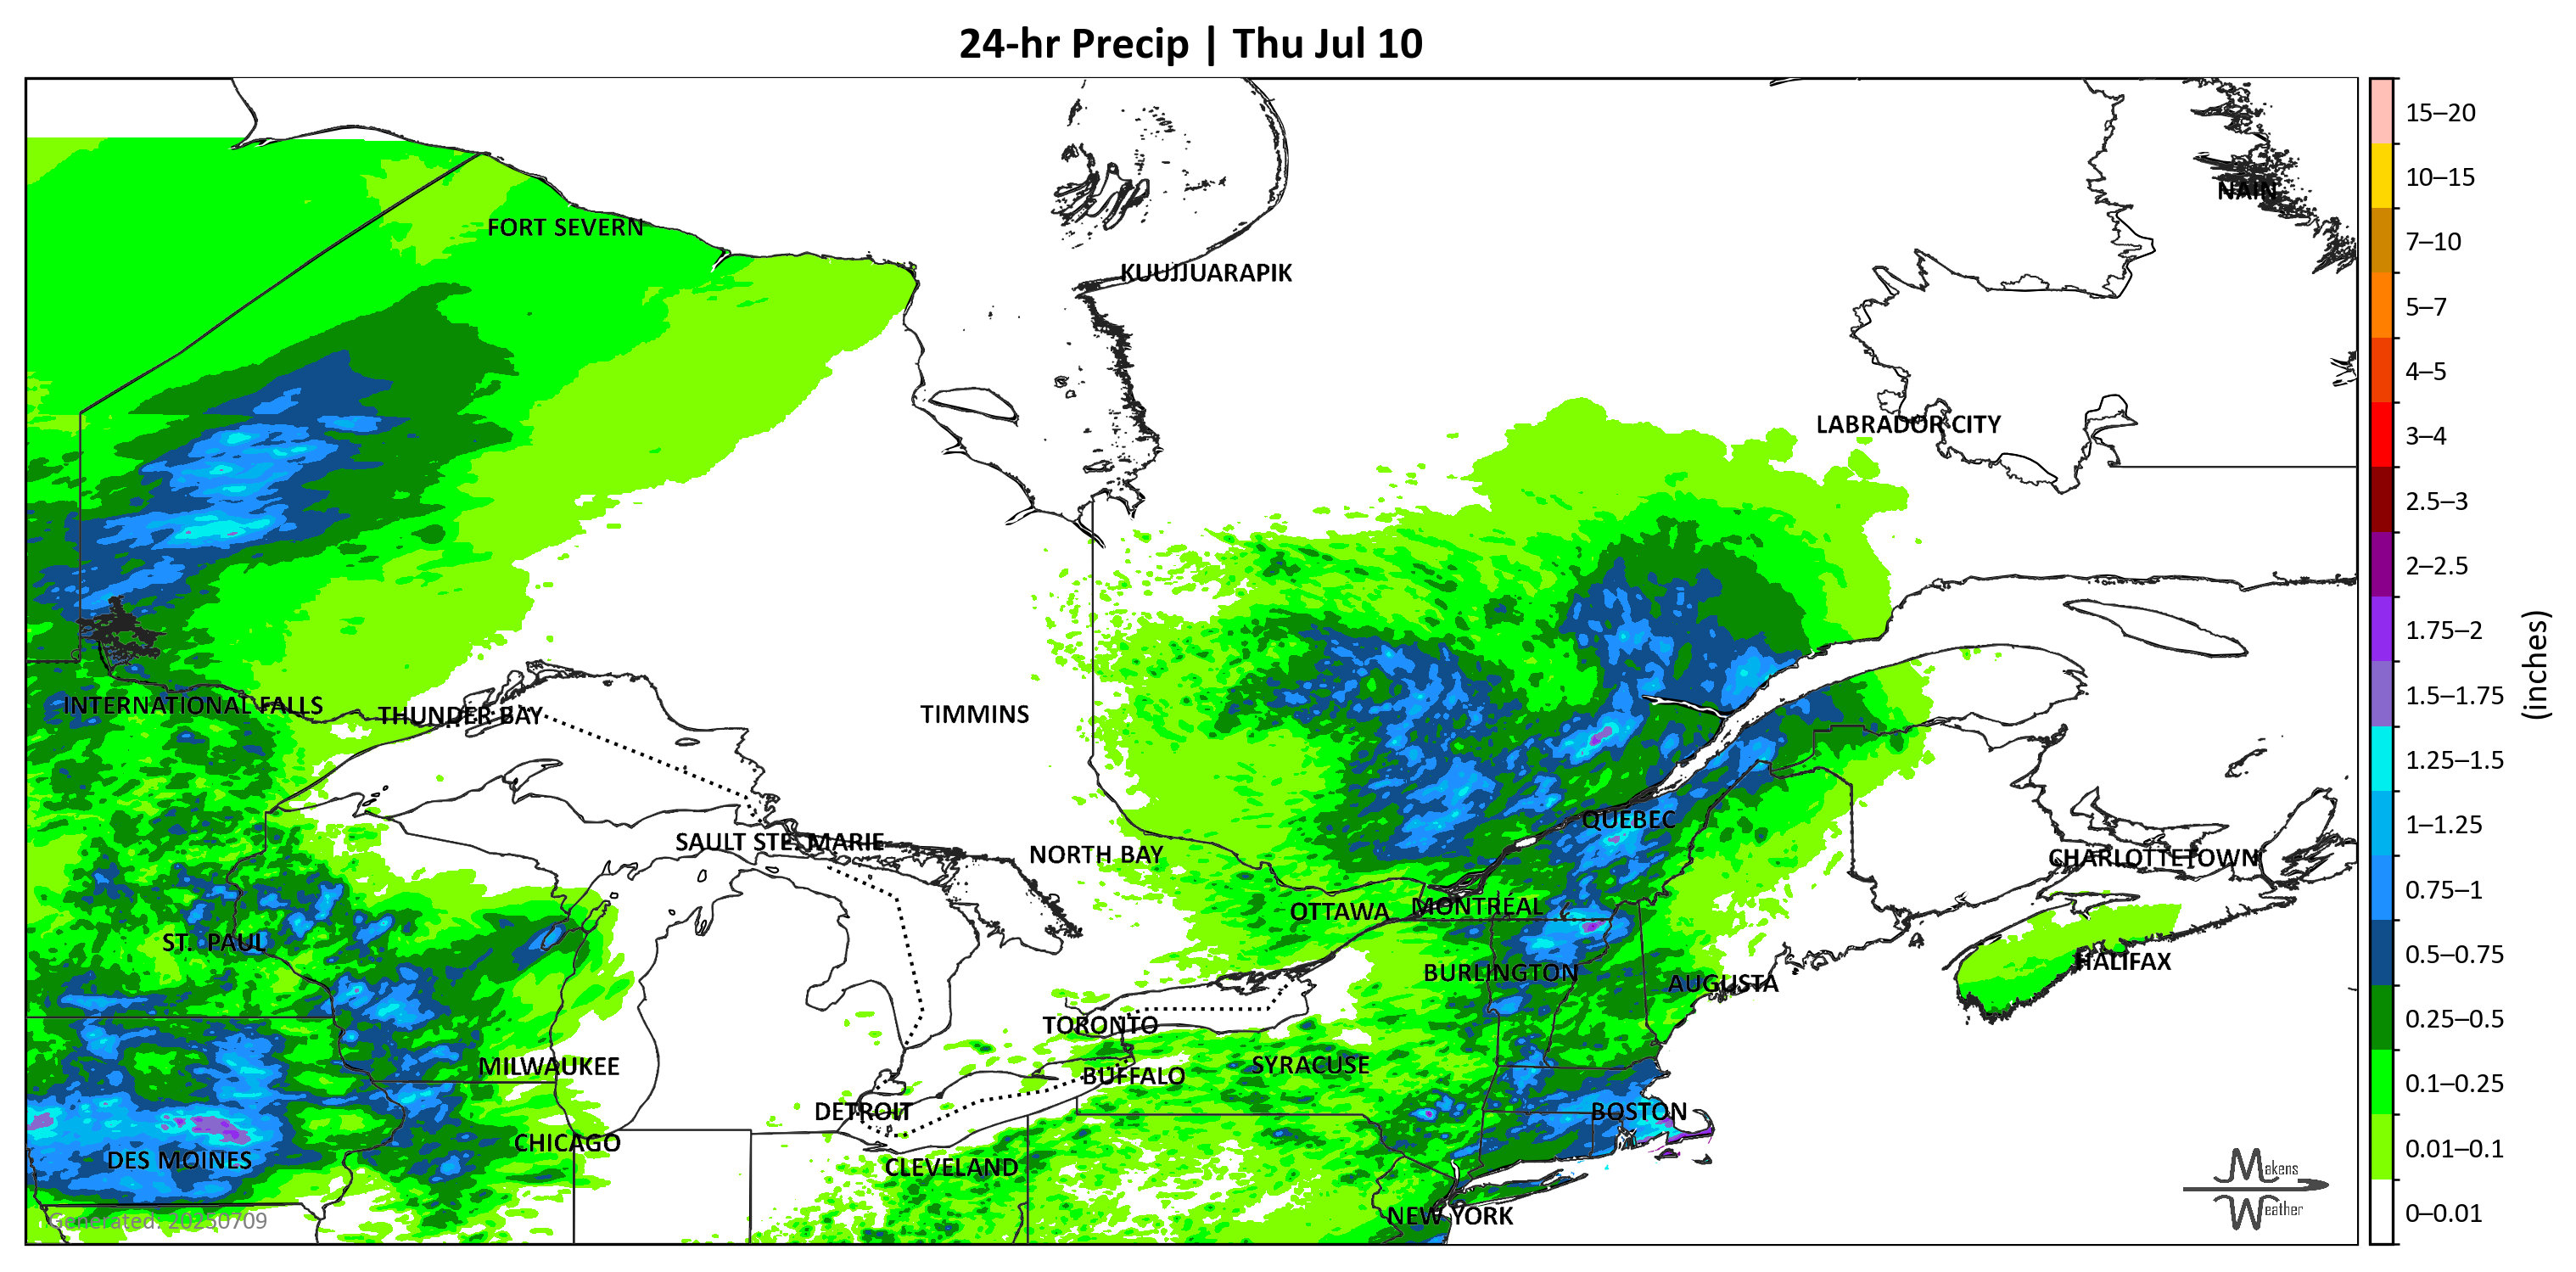 24-hr Precip | Thu Jul 10
NAIN
FORT SEVERN
KUUJJUARAPIK
LABRADOR CITY
INTERNATIONAL FALLS
THUNDER BAY
TIMMINS
SAULT STE. MARIE
NORTH BAY
QUEBEC
CHARLOTTETOWN
OTTAWA
MONTREAL
ST. PAUL
BURLINGTON
AUGUSTA
HALIFAX
TORONTO
MILWAUKEE
BUFFALO
SYRACUSE
DETROIT
BOSTON
CHICAGO
DES MOINES
CLEVELAND
NEW YORK
Generated: 20250709
Makens
Weather
15–20
10–15
7–10
5–7
4–5
3–4
2.5–3
2–2.5
1.75–2
1.5–1.75
1.25–1.5
1–1.25
0.75–1
0.5–0.75
0.25–0.5
0.1–0.25
0.01–0.1
0–0.01
(inches)